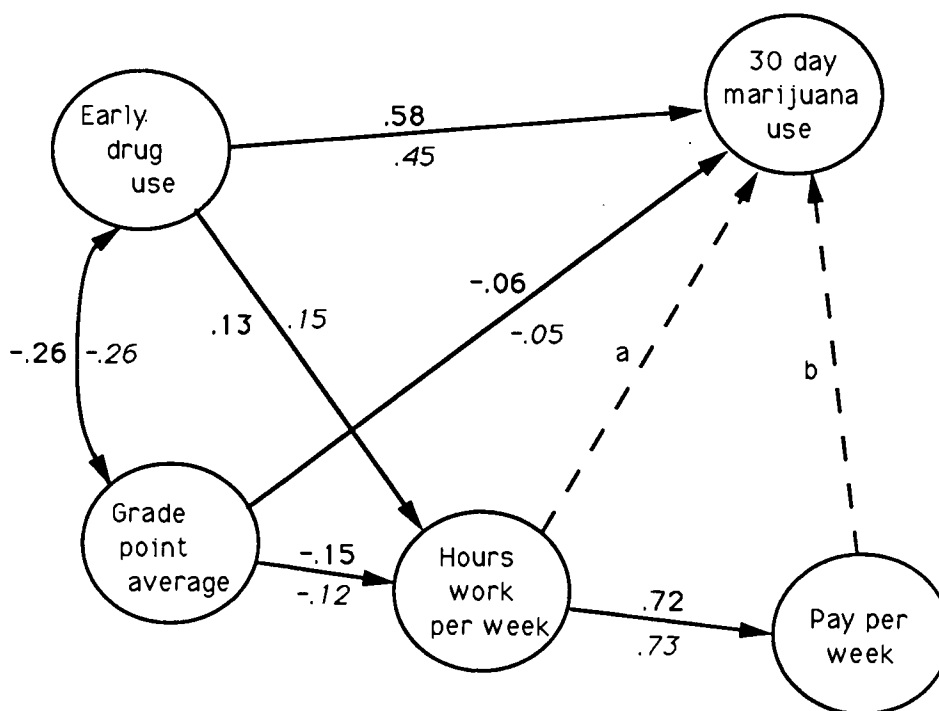 30 day
marijuana
use
Early
drug
use
.58
.45
-.06
-.05
.13 .15
a
b
-.26 -.26
Grade
point
average
-.15
-.12
Hours
work
per week
.72
.73
Pay per
week